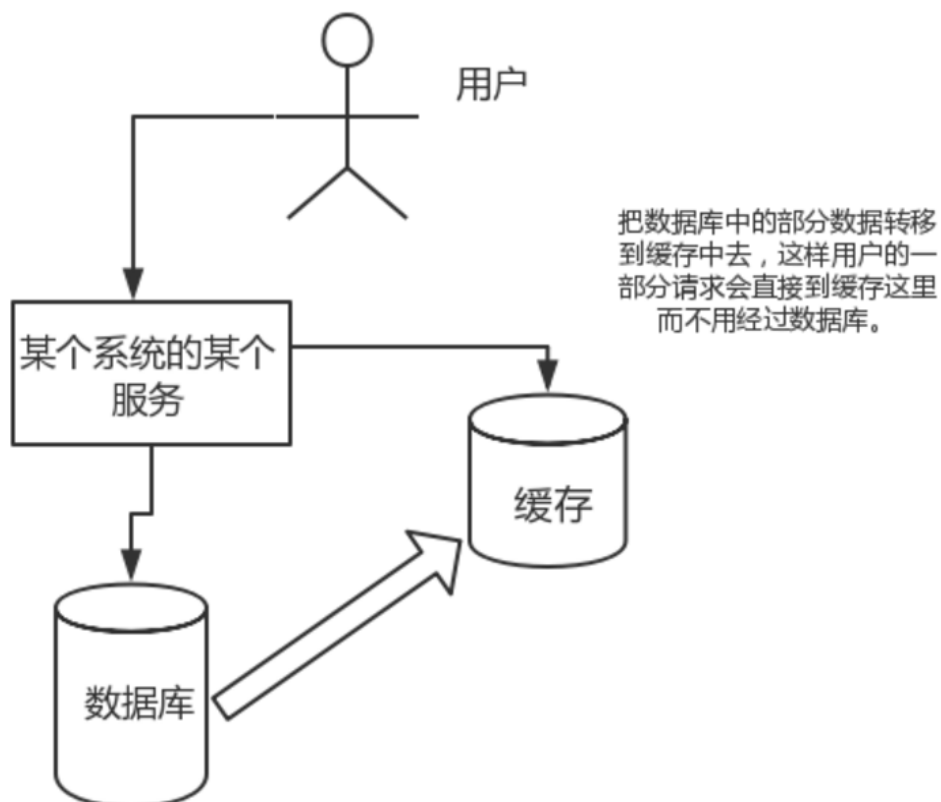 用户
把数据库中的部分数据转移
到缓存中去，这样用户的一
部分请求会直接到缓存这里
而不用经过数据库。
某个系统的某个
服务
缓存
数据库